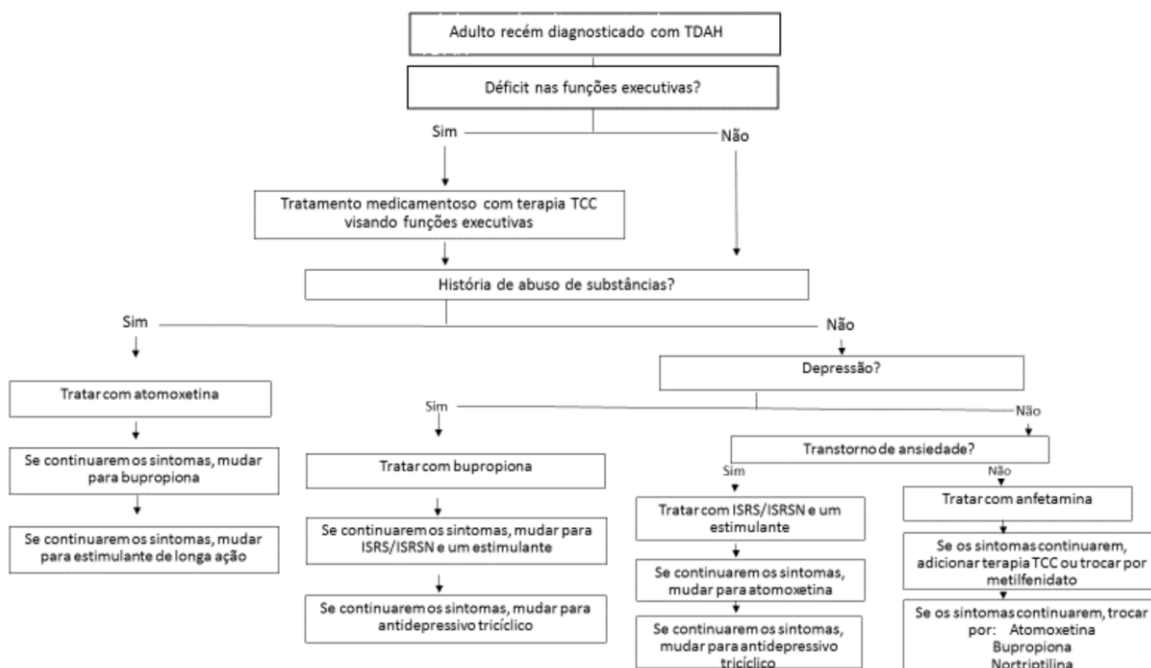 Adulto recém diagnosticado com TDAH
Déficit nas funções executivas?
Sim
Não
Tratamento medicamentoso com terapia TCC
visando funções executivas
História de abuso de substâncias?
Sim
Não
Depressão?
Tratar com atomoxetina
Sim
Não
Transtorno de ansiedade?
Se continuarem os sintomas, mudar
para bupropiona
Tratar com bupropiona
Sim
Não
Tratar com ISRS/ISRSN e um
estimulante
Tratar com anfetamina
Se continuarem os sintomas, mudar
para estimulante de longa ação
Se continuarem os sintomas, mudar para
ISRS/ISRSN e um estimulante
Se os sintomas continuarem,
adicionar terapia TCC ou trocar por
metilfenidato
Se continuarem os sintomas,
mudar para atomoxetina
Se continuarem os sintomas, mudar para
antidepressivo tricíclico
Se continuarem os sintomas,
mudar para antidepressivo
tricíclico
Se os sintomas continuarem, trocar
por: Atomoxetina
Bupropiona
Nortriptilina